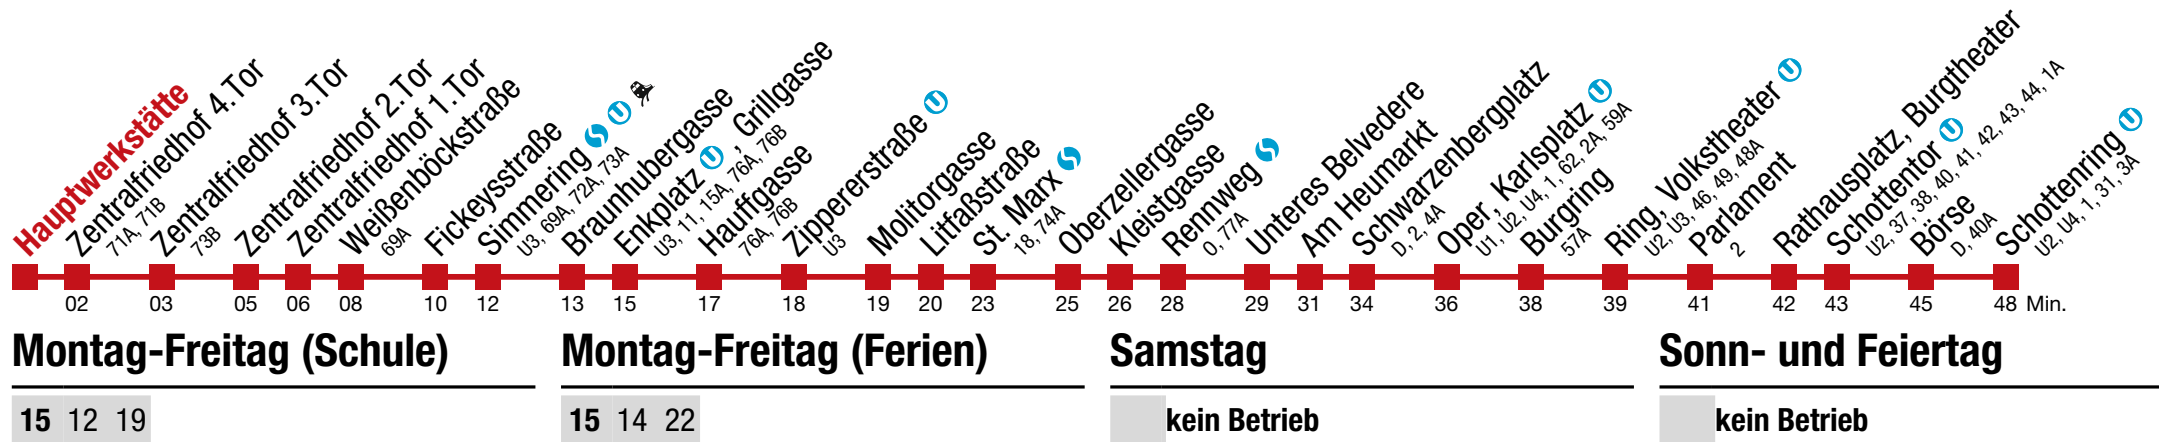 Hauptwerkstätte
Zentralfriedhof 4.Tor
71A, 71B
Zentralfriedhof 3.Tor
73B
Zentralfriedhof 2.Tor
Zentralfriedhof 1.Tor
Weißenböckstraße
69A
Fickeysstraße
Simmering
U3, 69A, 72A, 73A
Braunhubergasse
Enkplatz U, Grillgasse
U3, 11, 15A, 76A, 76B
Hauffgasse
76A, 76B
Zippererstraße U
U3
Molitorgasse
Litfaßstraße
St. Marx
18, 74A
Oberzellergasse
Kleistgasse
Rennweg
O, 77A
Unteres Belvedere
Am Heumarkt
Schwarzenbergplatz
D, 2, 4A
Oper, Karlsplatz U
U1, U2, U4, 1, 62, 2A, 59A
Burgring
57A
Ring, Volkstheater U
U2, U3, 46, 49, 48A
Parlament
2
Rathausplatz, Burgtheater
Schottentor U
U2, 37, 38, 40, 41, 42, 43, 44, 1A
Börse
D, 40A
Schottenring U
U2, U4, 1, 31, 3A
02 03 05 06 08 10 12 13 15 17 18 19 20 23 25 26 28 29 31 34 36 38 39 41 42 43 45 48 Min.
Montag-Freitag (Schule)
15 12 19
Montag-Freitag (Ferien)
15 14 22
Samstag
kein Betrieb
Sonn- und Feiertag
kein Betrieb